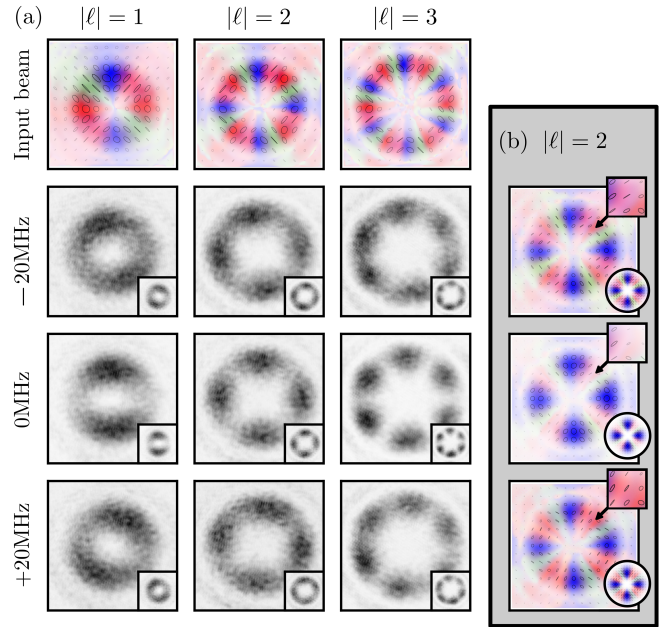 (a) |ℓ| = 1 |ℓ| = 2 |ℓ| = 3
Input beam
(b) |ℓ| = 2
−20MHz
0MHz
+20MHz